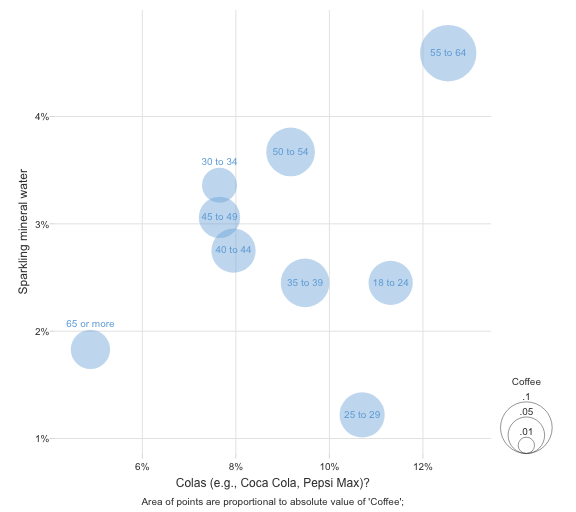 55 to 64
4%
50 to 54
30 to 34
Sparkling mineral water
3%
45 to 49
40 to 44
35 to 39
18 to 24
65 or more
2%
Coffee
.1
.05
25 to 29
.01
1%
6%
8%
10%
12%
Colas (e.g., Coca Cola, Pepsi Max)?
Area of points are proportional to absolute value of 'Coffee';